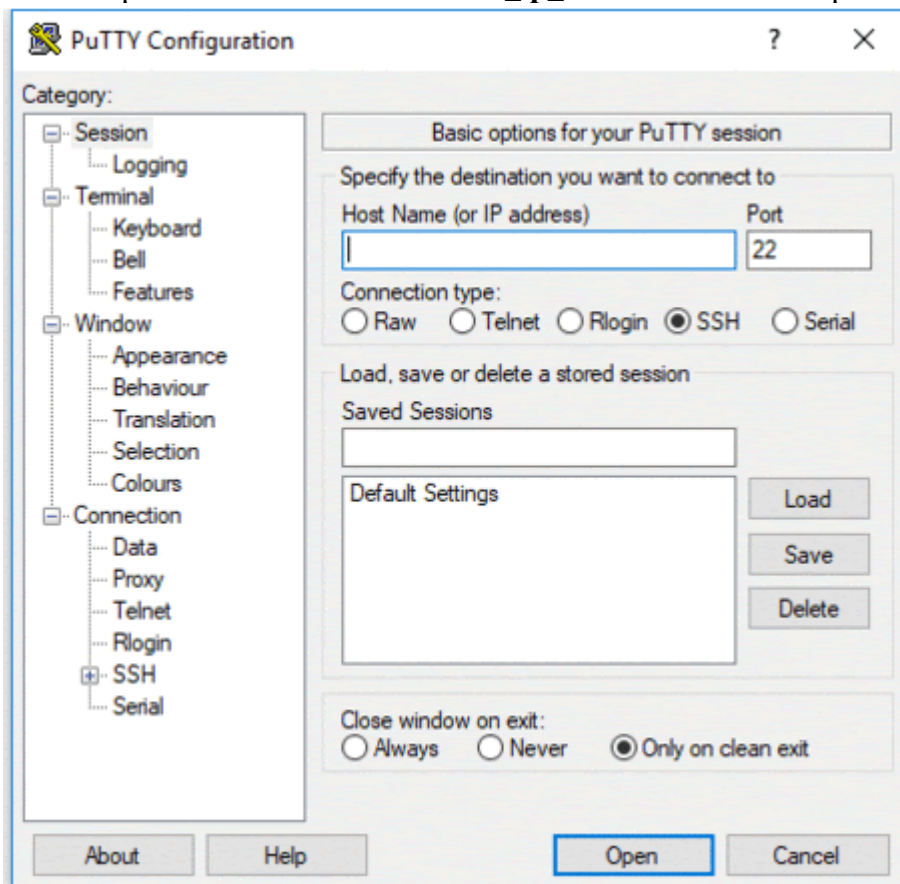 PuTTY Configuration
?
Category:
Session
Logging
Terminal
Keyboard
Bell
Features
Window
Appearance
Behaviour
Translation
Selection
Colours
Connection
Data
Proxy
Telnet
Rlogin
SSH
Serial
Basic options for your PuTTY session
Specify the destination you want to connect to
Host Name (or IP address) Port
22
Connection type:
Raw Telnet Rlogin SSH Serial
Load, save or delete a stored session
Saved Sessions
Default Settings
Load
Save
Delete
Close window on exit:
Always Never Only on clean exit
About Help Open Cancel